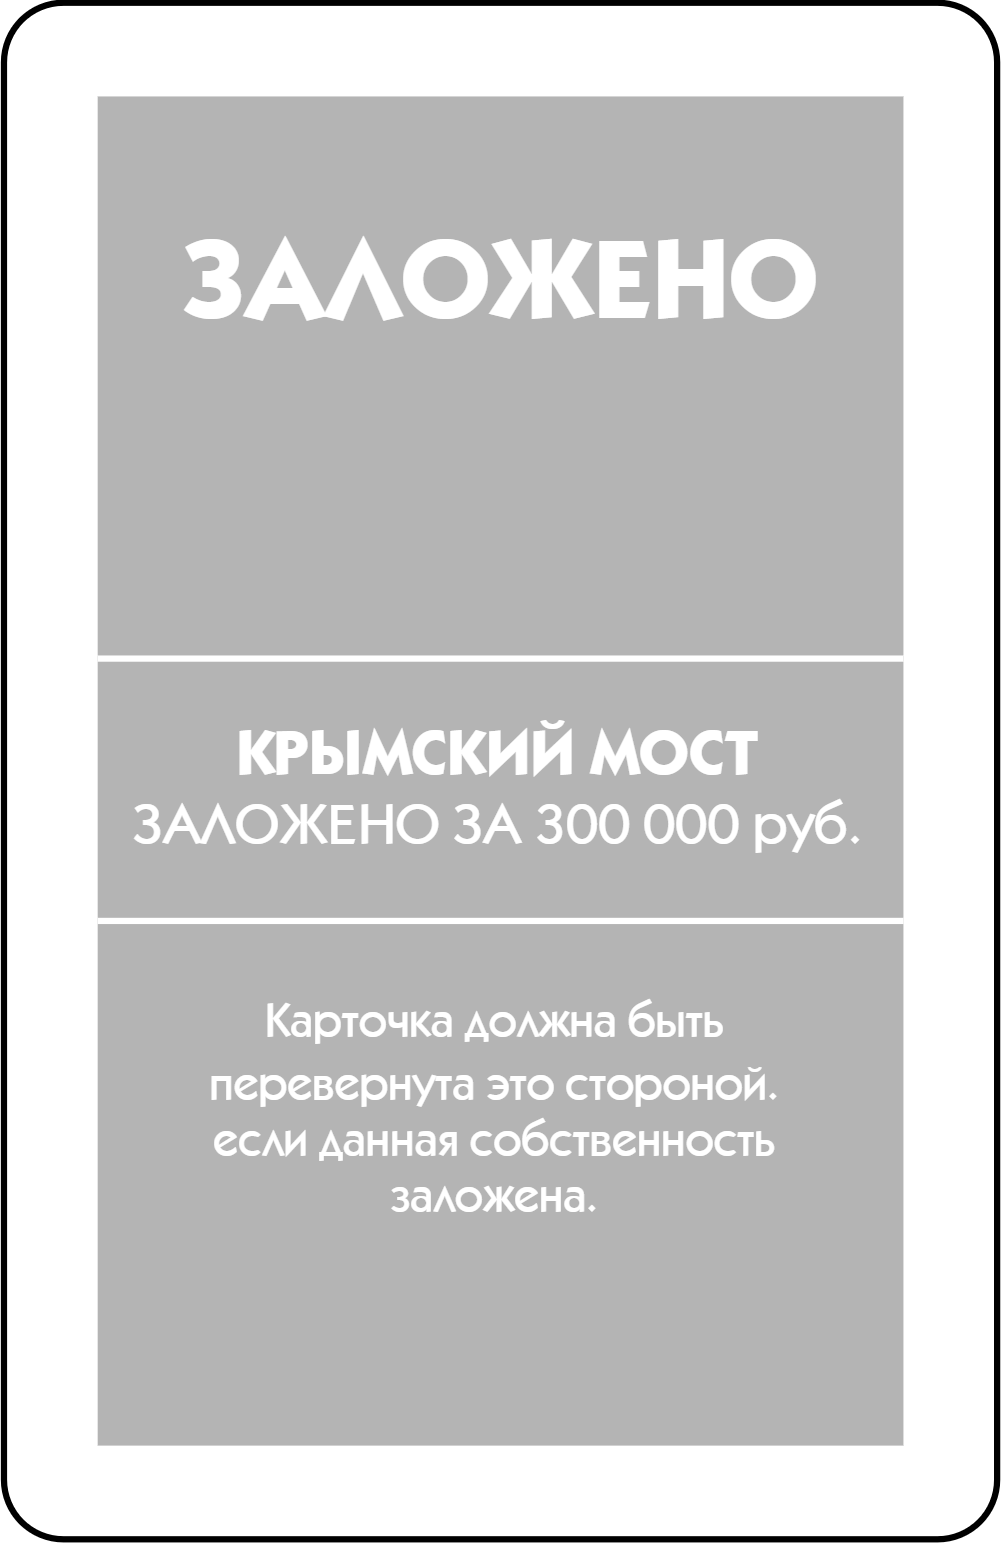 ЗАЛОЖЕНО
КРЫМСКИЙ МОСТ
ЗАЛОЖЕНО ЗА 300 000 руб.
Карточка должна быть
перевернута это стороной.
если данная собственность
заложена.